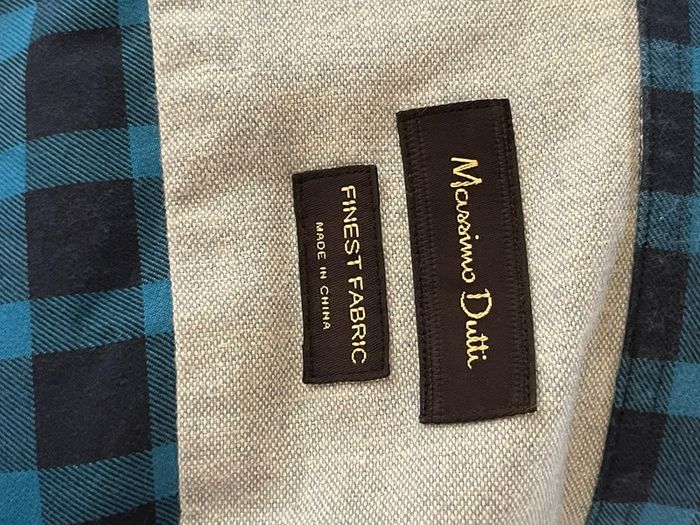 Massimo Dutti
FINEST FABRIC
MADE IN CHINA